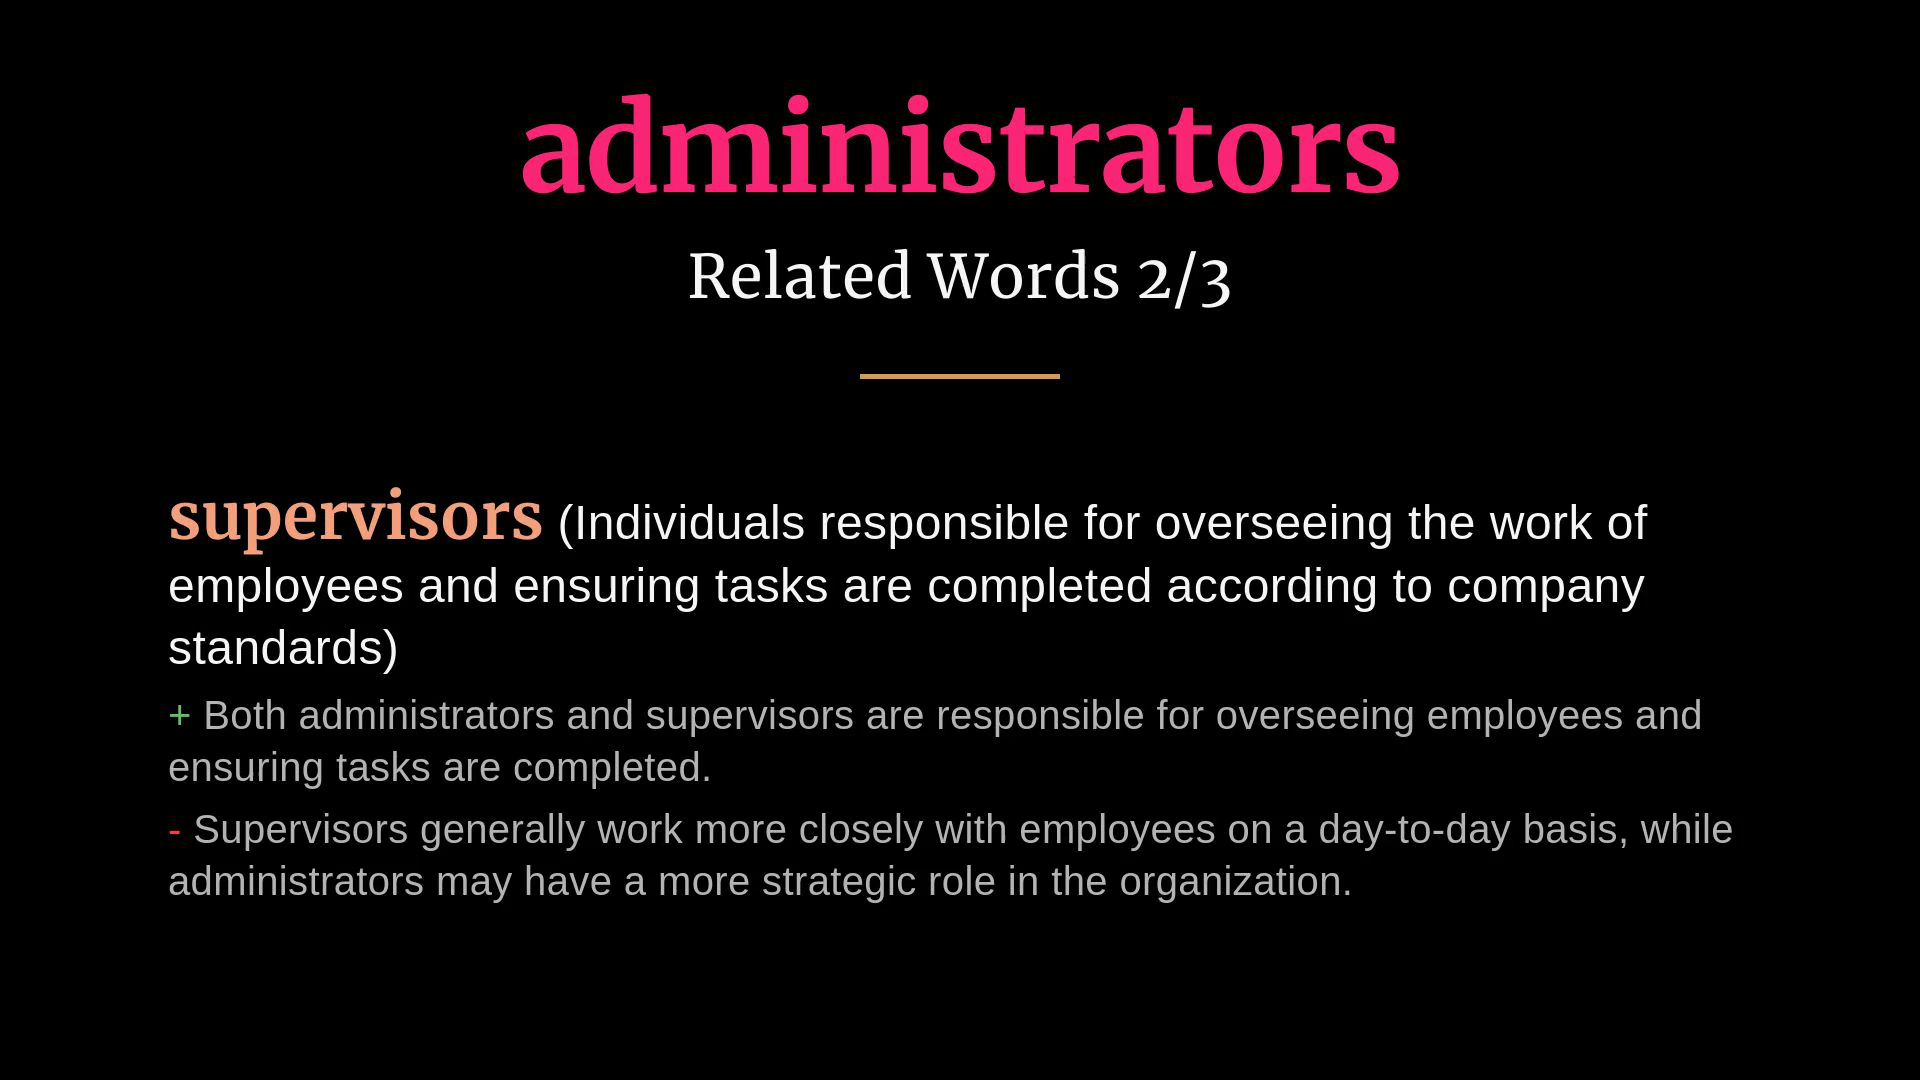 administrators
Related Words 2/3
supervisors (Individuals responsible for overseeing the work of
employees and ensuring tasks are completed according to company
standards)
+ Both administrators and supervisors are responsible for overseeing employees and
ensuring tasks are completed.
- Supervisors generally work more closely with employees on a day-to-day basis, while
administrators may have a more strategic role in the organization.